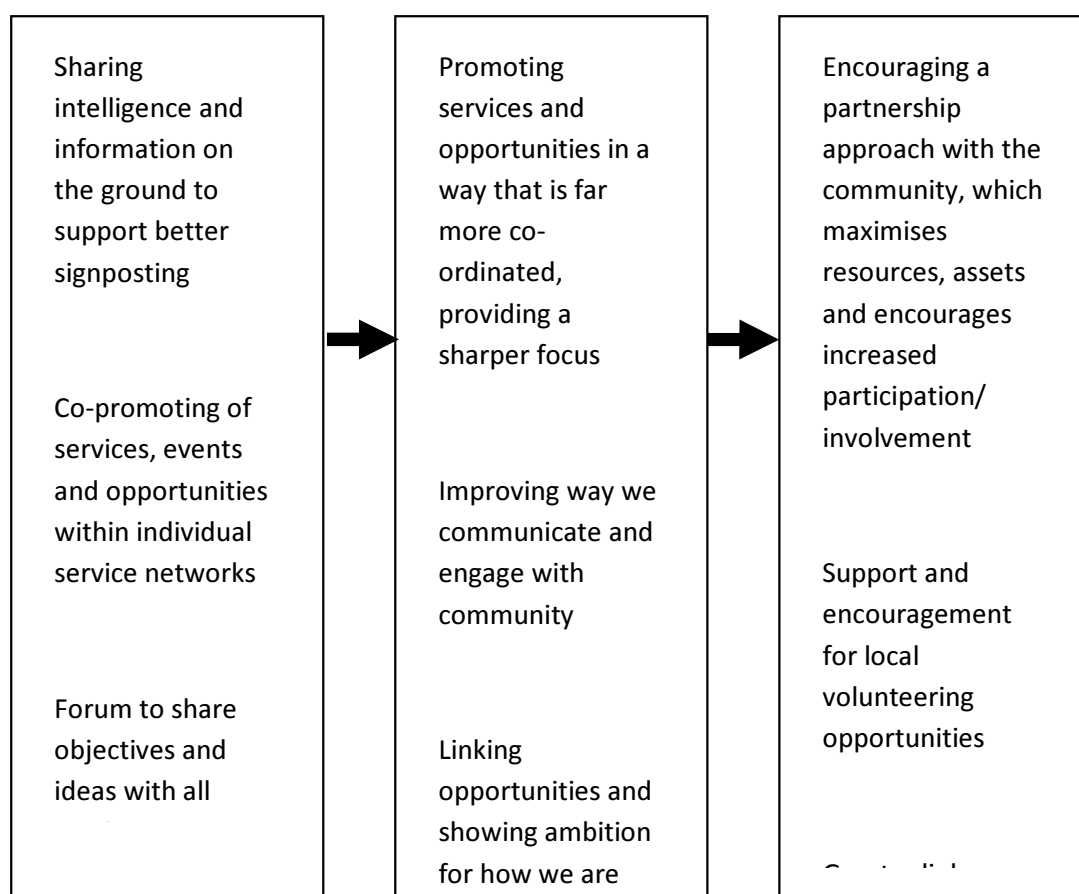 Sharing
intelligence and
information on
the ground to
support better
signposting
Co-promoting of
services, events
and opportunities
within individual
service networks
Forum to share
objectives and
ideas with all
Promoting
services and
opportunities in a
way that is far
more co-
ordinated,
providing a
sharper focus
Improving way we
communicate and
engage with
community
Linking
opportunities and
showing ambition
for how we are
Encouraging a
partnership
approach with the
community, which
maximises
resources, assets
and encourages
increased
participation/
involvement
Support and
encouragement
for local
volunteering
opportunities